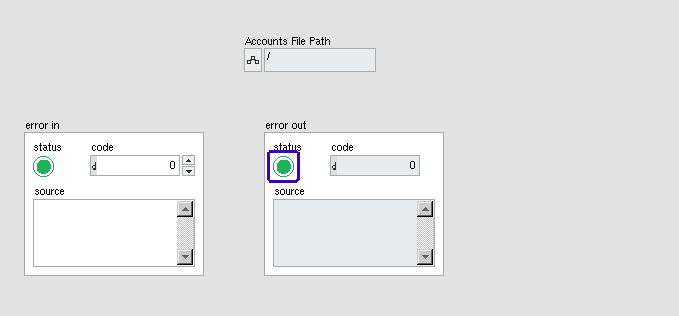 Accounts File Path
/
error in
status code
d 0
source
error out
status code
d 0
source